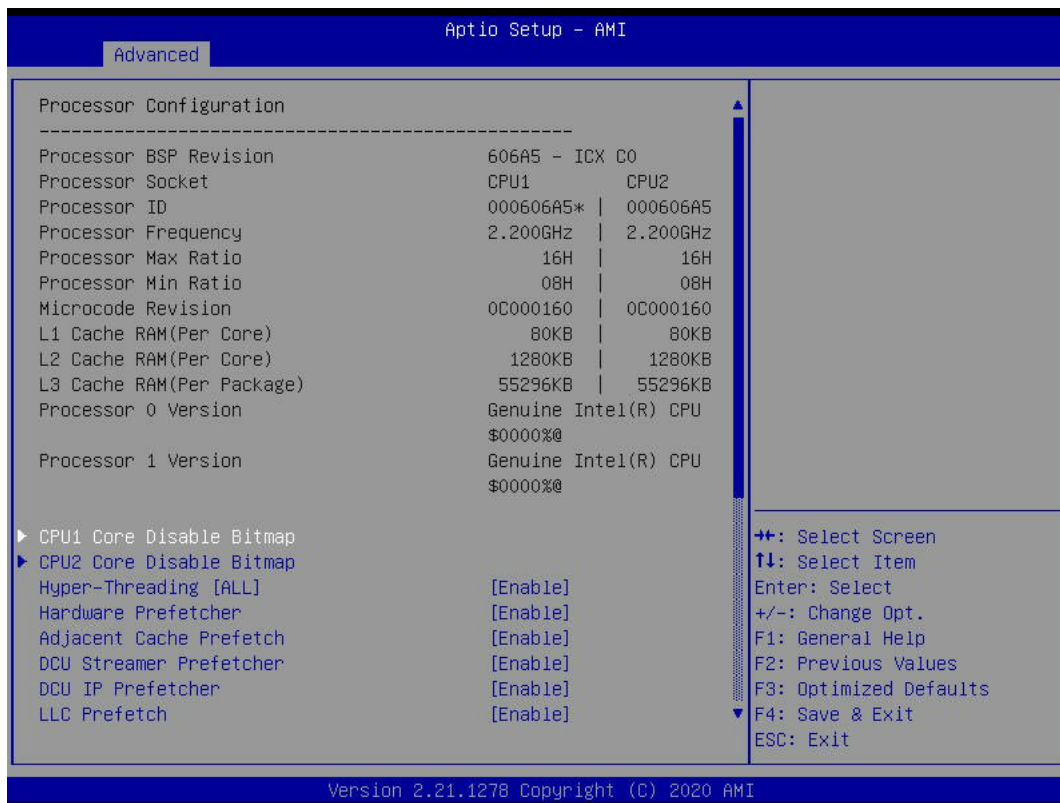 Aptio Setup – AMI
Advanced
Processor Configuration
--------------------------------------------------
Processor BSP Revision 606A5 – ICX C0
Processor Socket CPU1 CPU2
Processor ID 000606A5* | 000606A5
Processor Frequency 2.200GHz | 2.200GHz
Processor Max Ratio 16H | 16H
Processor Min Ratio 08H | 08H
Microcode Revision 0C000160 | 0C000160
L1 Cache RAM(Per Core) 80KB | 80KB
L2 Cache RAM(Per Core) 1280KB | 1280KB
L3 Cache RAM(Per Package) 55296KB | 55296KB
Processor 0 Version Genuine Intel(R) CPU
$0000%@
Processor 1 Version Genuine Intel(R) CPU
$0000%@
CPU1 Core Disable Bitmap
CPU2 Core Disable Bitmap
Hyper-Threading [ALL] [Enable]
Hardware Prefetcher [Enable]
Adjacent Cache Prefetch [Enable]
DCU Streamer Prefetcher [Enable]
DCU IP Prefetcher [Enable]
LLC Prefetch [Enable]
→←: Select Screen
↑↓: Select Item
Enter: Select
+/-: Change Opt.
F1: General Help
F2: Previous Values
F3: Optimized Defaults
F4: Save & Exit
ESC: Exit
Version 2.21.1278 Copyright (C) 2020 AMI